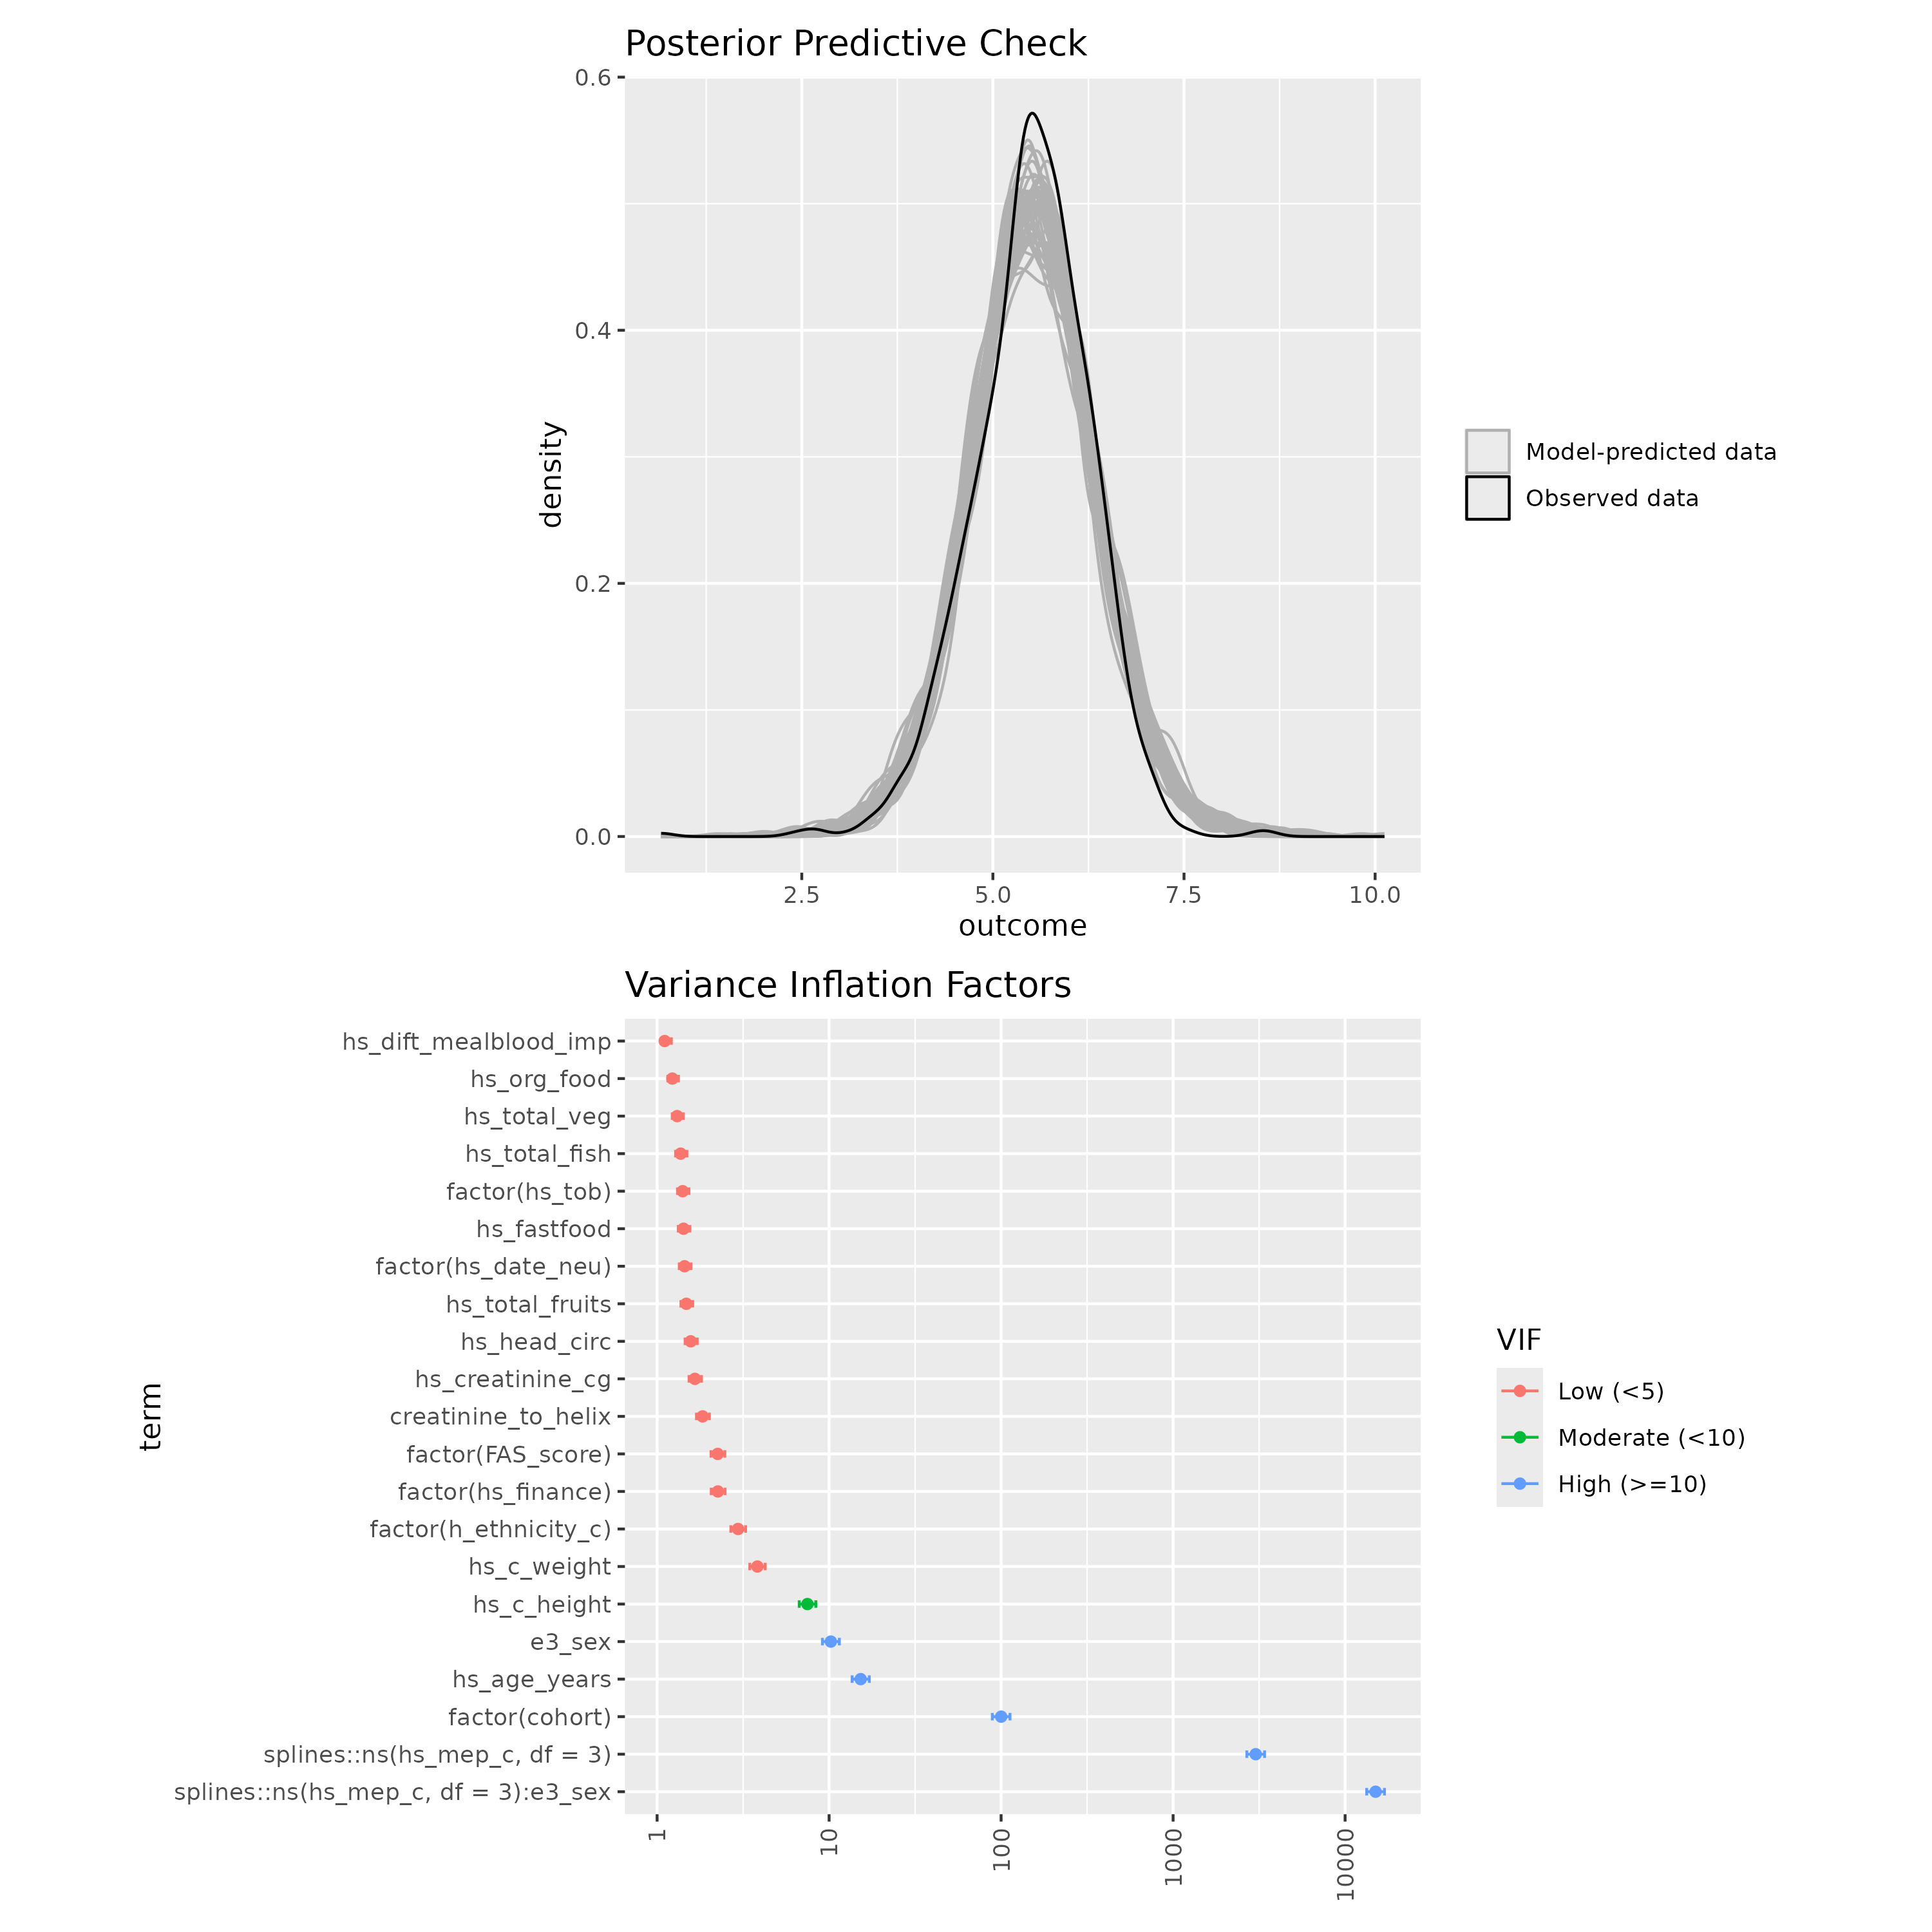 Posterior Predictive Check
0.6
0.4
0.2
0.0
density
2.5 5.0 7.5 10.0
outcome
Model-predicted data
Observed data
Variance Inflation Factors
term
hs_dift_mealblood_imp
hs_org_food
hs_total_veg
hs_total_fish
factor(hs_tob)
hs_fastfood
factor(hs_date_neu)
hs_total_fruits
hs_head_circ
hs_creatinine_cg
creatinine_to_helix
factor(FAS_score)
factor(hs_finance)
factor(h_ethnicity_c)
hs_c_weight
hs_c_height
e3_sex
hs_age_years
factor(cohort)
splines::ns(hs_mep_c, df = 3)
splines::ns(hs_mep_c, df = 3):e3_sex
1 10 100 1000 10000
VIF
Low (<5)
Moderate (<10)
High (>=10)